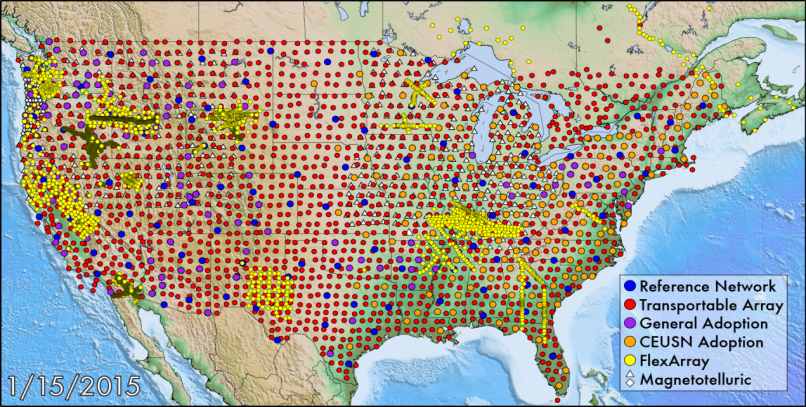 Reference Network
Transportable Array
General Adoption
CEUSN Adoption
FlexArray
Magnetotelluric
1/15/2015